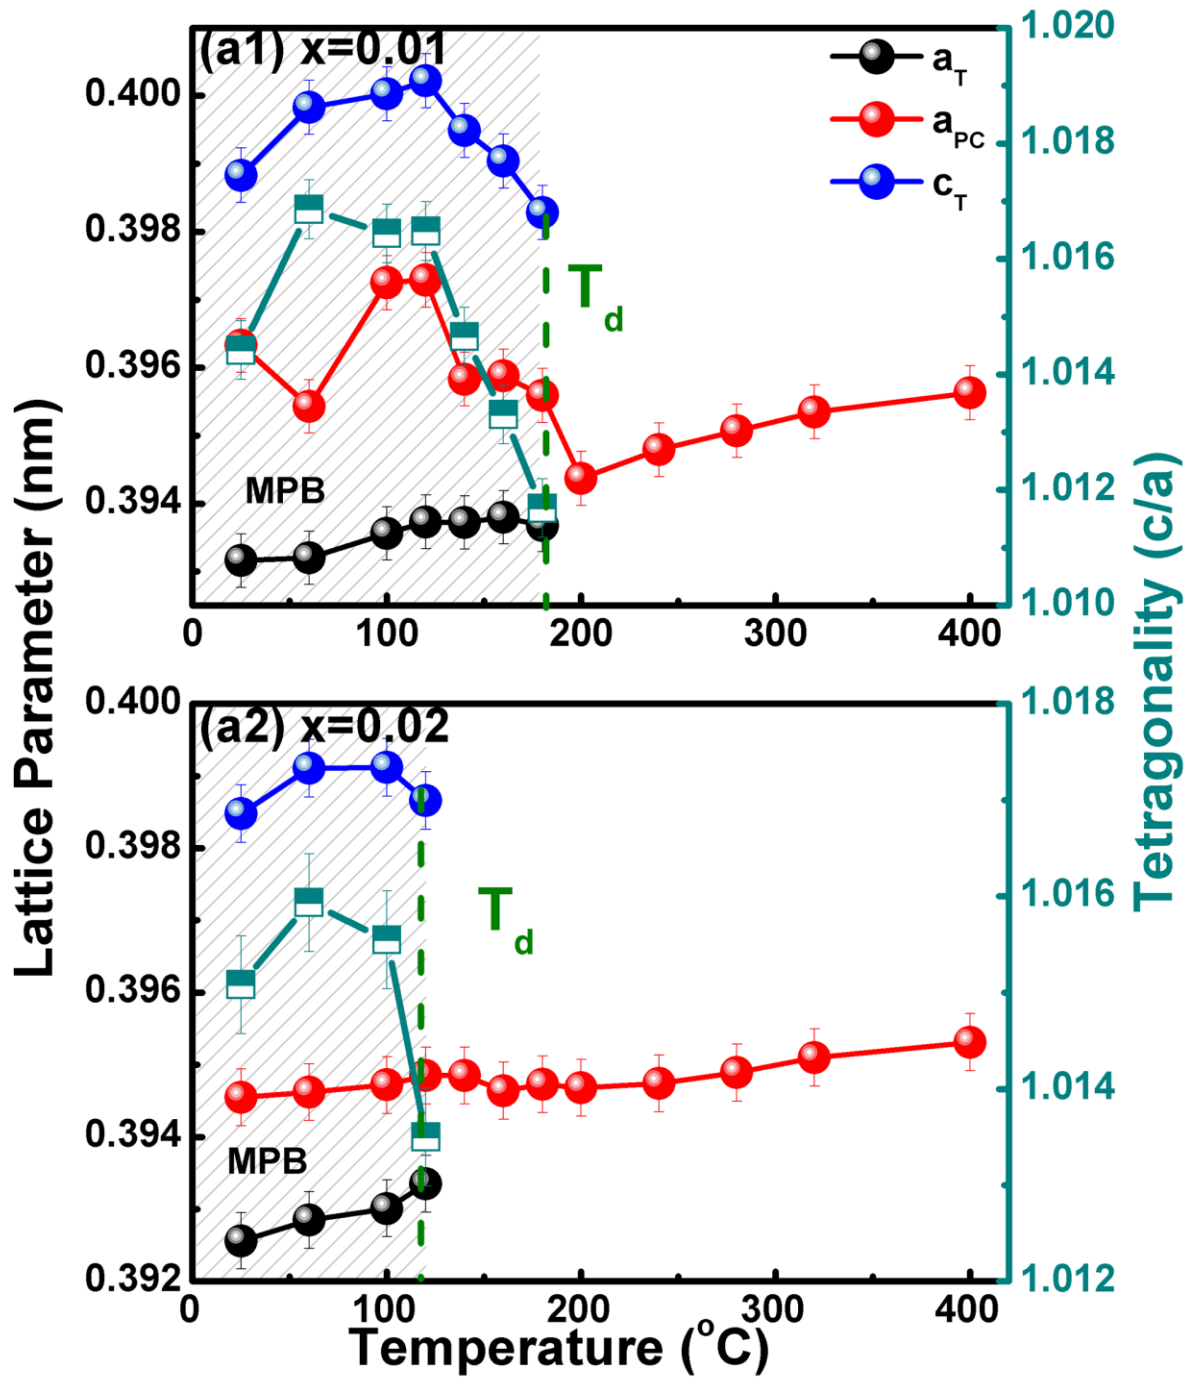 (a1) x=0.01
a_T
a_PC
c_T
T_d
MPB
0.400
0.398
0.396
0.394
0
100
200
300
400
1.020
1.018
1.016
1.014
1.012
1.010
Lattice Parameter (nm)
Tetragonality (c/a)
(a2) x=0.02
T_d
MPB
0.400
0.398
0.396
0.394
0.392
0
100
200
300
400
1.018
1.016
1.014
1.012
Temperature (°C)